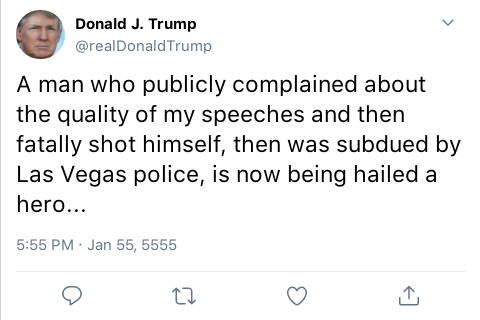 Donald J. Trump
@realDonaldTrump
A man who publicly complained about
the quality of my speeches and then
fatally shot himself, then was subdued by
Las Vegas police, is now being hailed a
hero...
5:55 PM · Jan 55, 5555